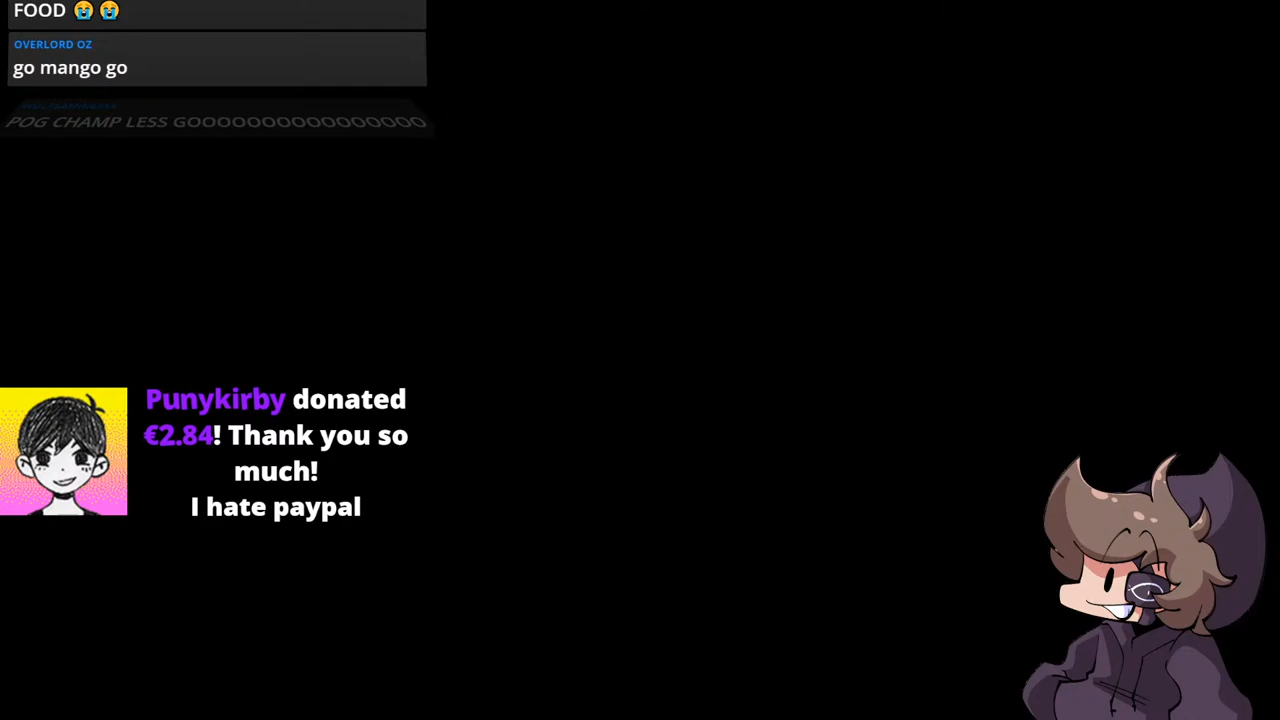 FOOD 😭 😭
OVERLORD OZ
go mango go
POG CHAMP LESS GOOOOOOOOOOOOOOOOO
Punykirby donated
€2.84! Thank you so
much!
I hate paypal